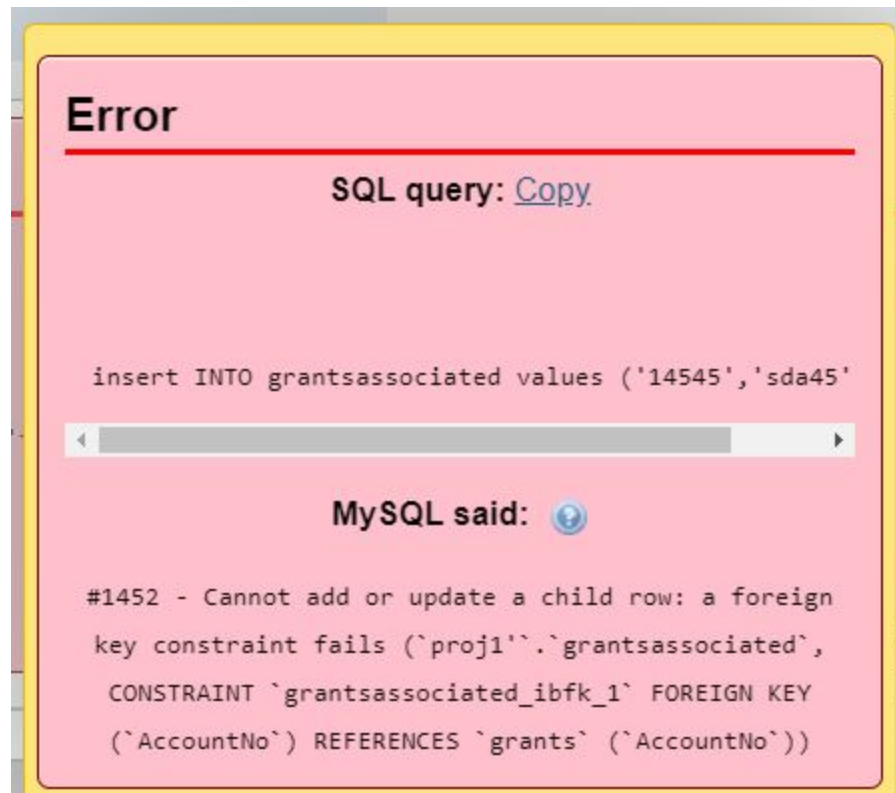 Error
SQL query: Copy
insert INTO grantsassociated values ('14545','sda45'
MySQL said:
#1452 - Cannot add or update a child row: a foreign
key constraint fails (`proj1'`.`grantsassociated`,
CONSTRAINT `grantsassociated_ibfk_1` FOREIGN KEY
(`AccountNo`) REFERENCES `grants` (`AccountNo`))